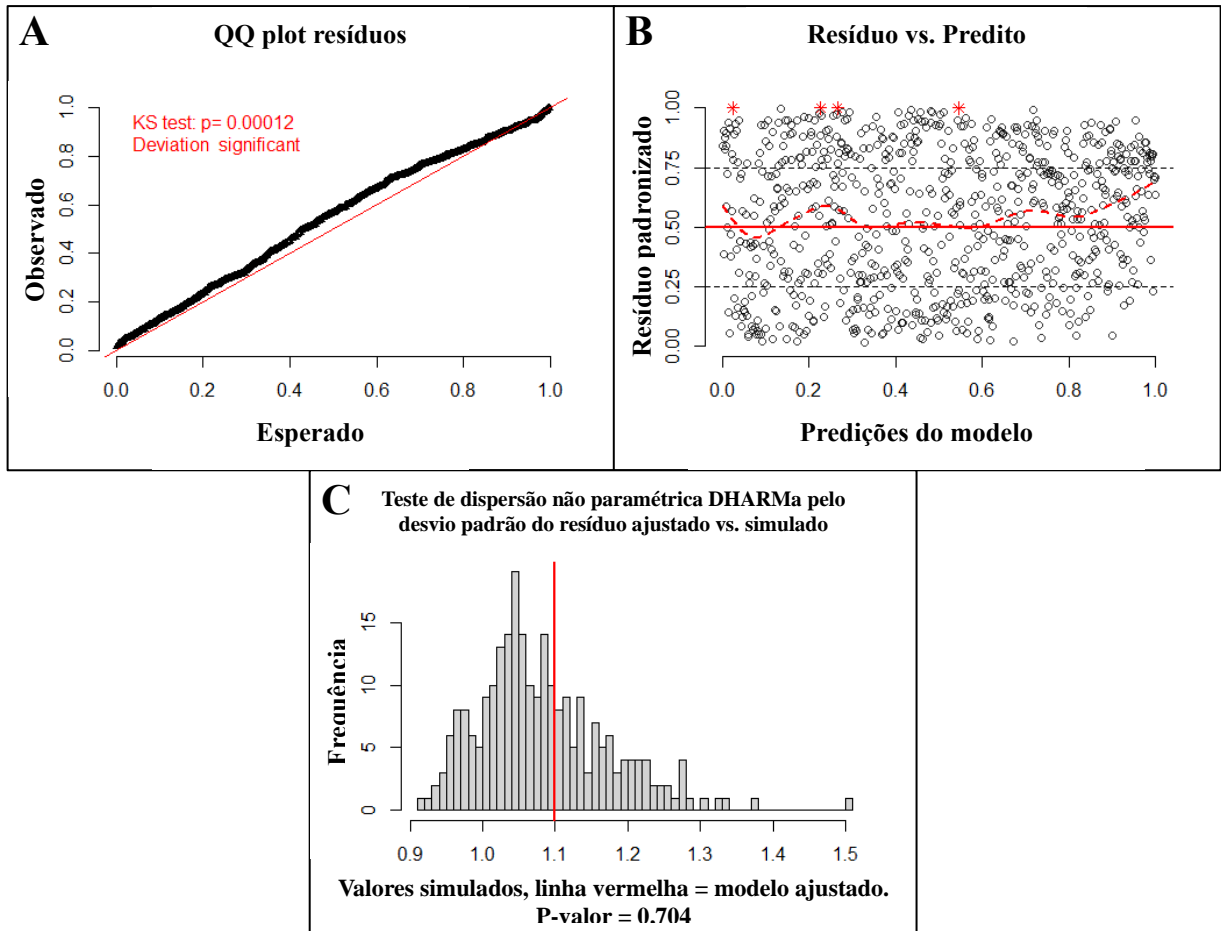 A
QQ plot resíduos
KS test: p= 0.00012
Deviation significant
Observado
0.0 0.2 0.4 0.6 0.8 1.0
0.0 0.2 0.4 0.6 0.8 1.0
Esperado
B
Resíduo vs. Predito
Resíduo padronizado
0.00 0.25 0.50 0.75 1.00
0.0 0.2 0.4 0.6 0.8 1.0
Predições do modelo
C
Teste de dispersão não paramétrica DHARMa pelo
desvio padrão do resíduo ajustado vs. simulado
Frequência
0 5 10 15
0.9 1.0 1.1 1.2 1.3 1.4 1.5
Valores simulados, linha vermelha = modelo ajustado.
P-valor = 0.704